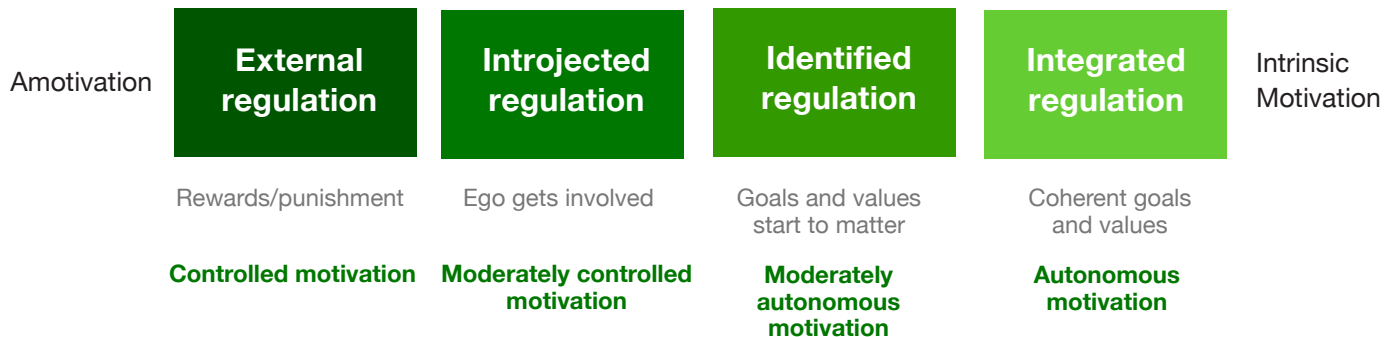 Amotivation
External
regulation
Introjected
regulation
Identified
regulation
Integrated
regulation
Intrinsic
Motivation
Rewards/punishment
Ego gets involved
Goals and values
start to matter
Coherent goals
and values
Controlled motivation
Moderately controlled
motivation
Moderately
autonomous
motivation
Autonomous
motivation